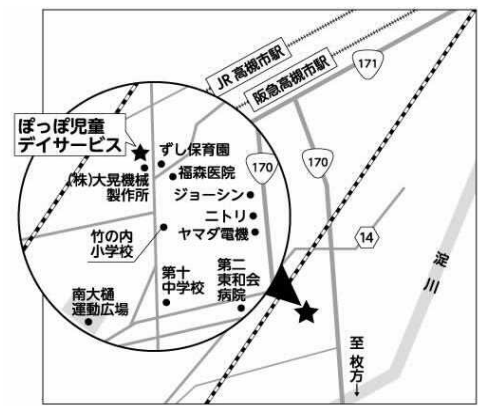 JR高槻市駅
阪急高槻市駅
171
ぽっぽ児童
デイサービス
ずし保育園
福森医院
(株)大晃機械
製作所
170
170
ジョーシン
ニトリ
ヤマダ電機
竹の内
小学校
14
淀川
第十
中学校
第二
東和会
病院
南大樋
運動広場
至枚方